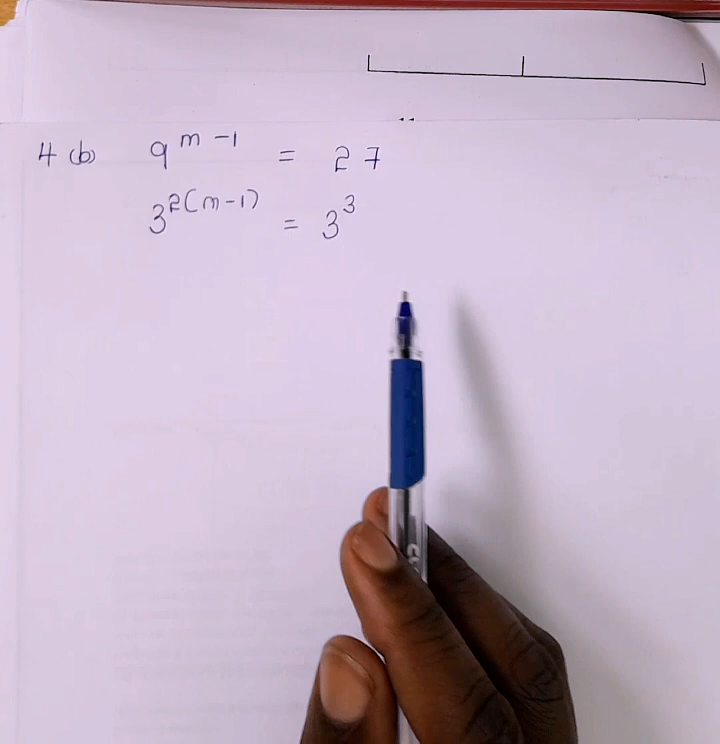 4 (b) 9^{m-1} = 27
3^{2(m-1)} = 3^3